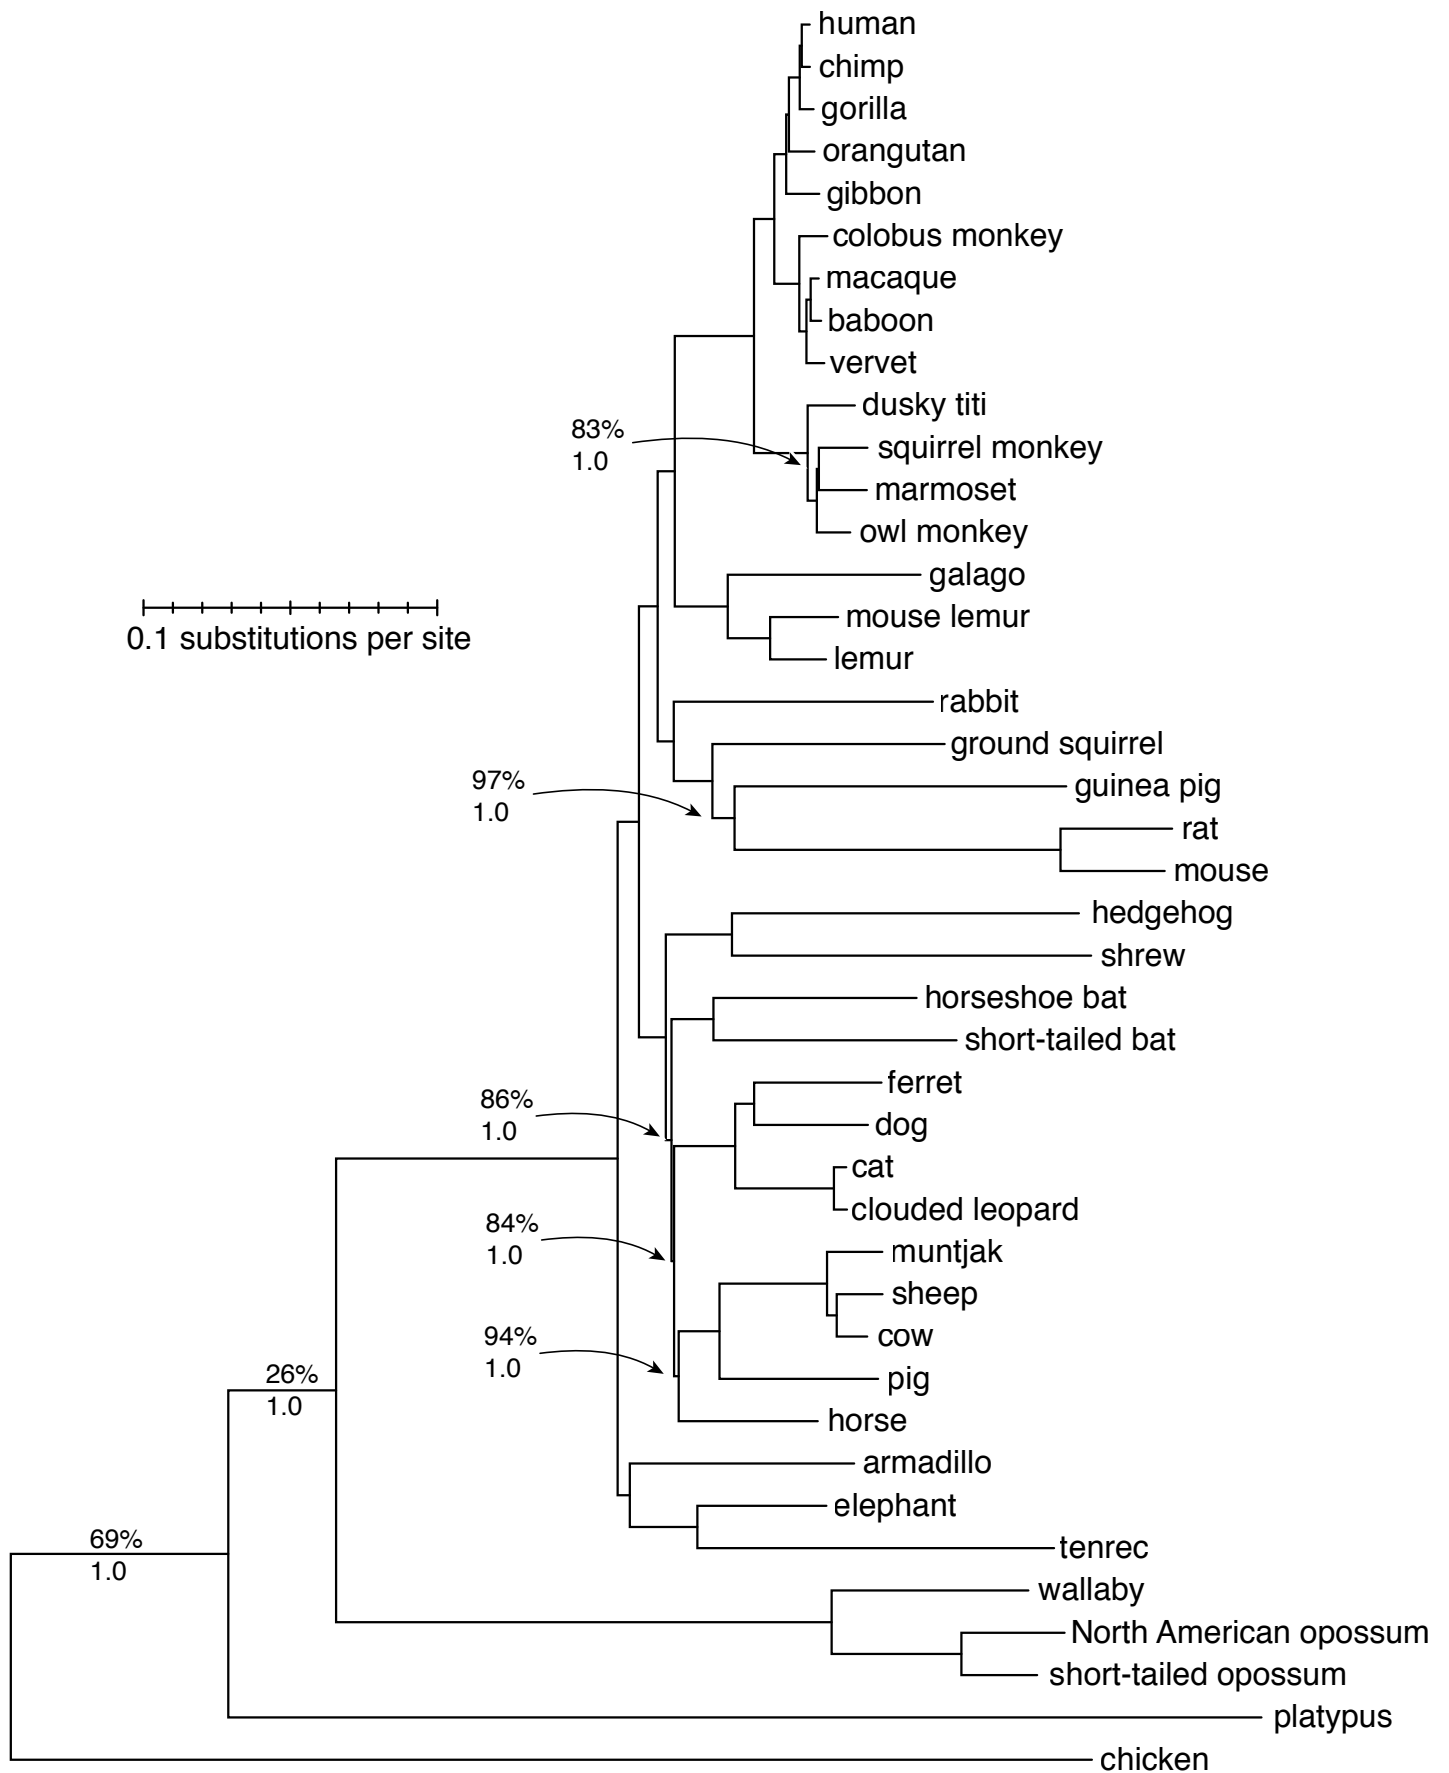 human
chimp
gorilla
orangutan
gibbon
colobus monkey
macaque
baboon
vervet
dusky titi
83%
1.0
squirrel monkey
marmoset
owl monkey
galago
mouse lemur
0.1 substitutions per site
lemur
rabbit
ground squirrel
97%
1.0
guinea pig
rat
mouse
hedgehog
shrew
horseshoe bat
short-tailed bat
ferret
86%
1.0
dog
cat
clouded leopard
84%
1.0
muntjak
sheep
94%
1.0
cow
pig
26%
1.0
horse
armadillo
elephant
69%
1.0
tenrec
wallaby
North American opossum
short-tailed opossum
platypus
chicken